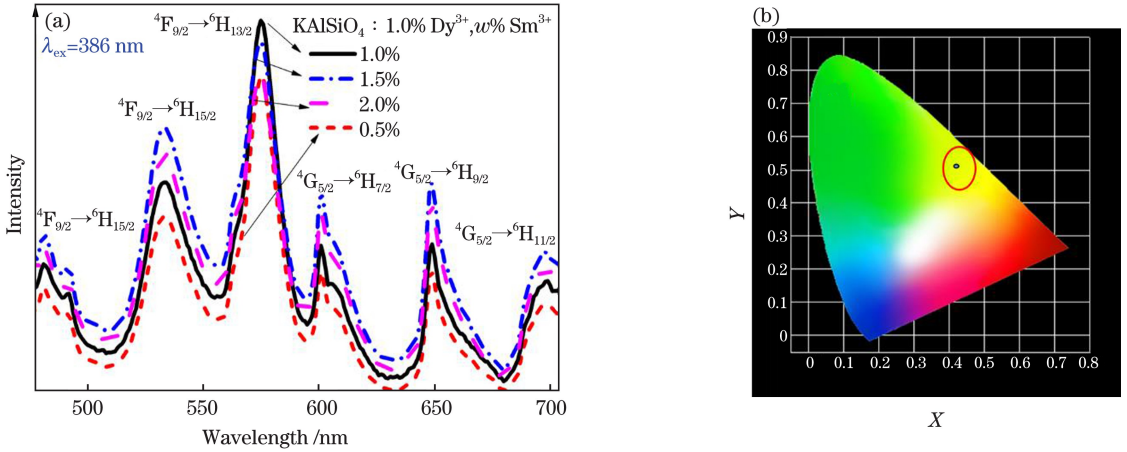 (a)
⁴F₉/₂→⁶H₁₃/₂
KAlSiO₄：1.0% Dy³⁺,w% Sm³⁺
λₑₓ=386 nm
1.0%
1.5%
2.0%
0.5%
⁴F₉/₂→⁶H₁₅/₂
⁴G₅/₂→⁶H₇/₂
⁴G₅/₂→⁶H₉/₂
⁴F₉/₂→⁶H₁₅/₂
⁴G₅/₂→⁶H₁₁/₂
Intensity
500 550 600 650 700
Wavelength /nm
(b)
0.9
0.8
0.7
0.6
0.5
0.4
0.3
0.2
0.1
0
Y
0 0.1 0.2 0.3 0.4 0.5 0.6 0.7 0.8
X